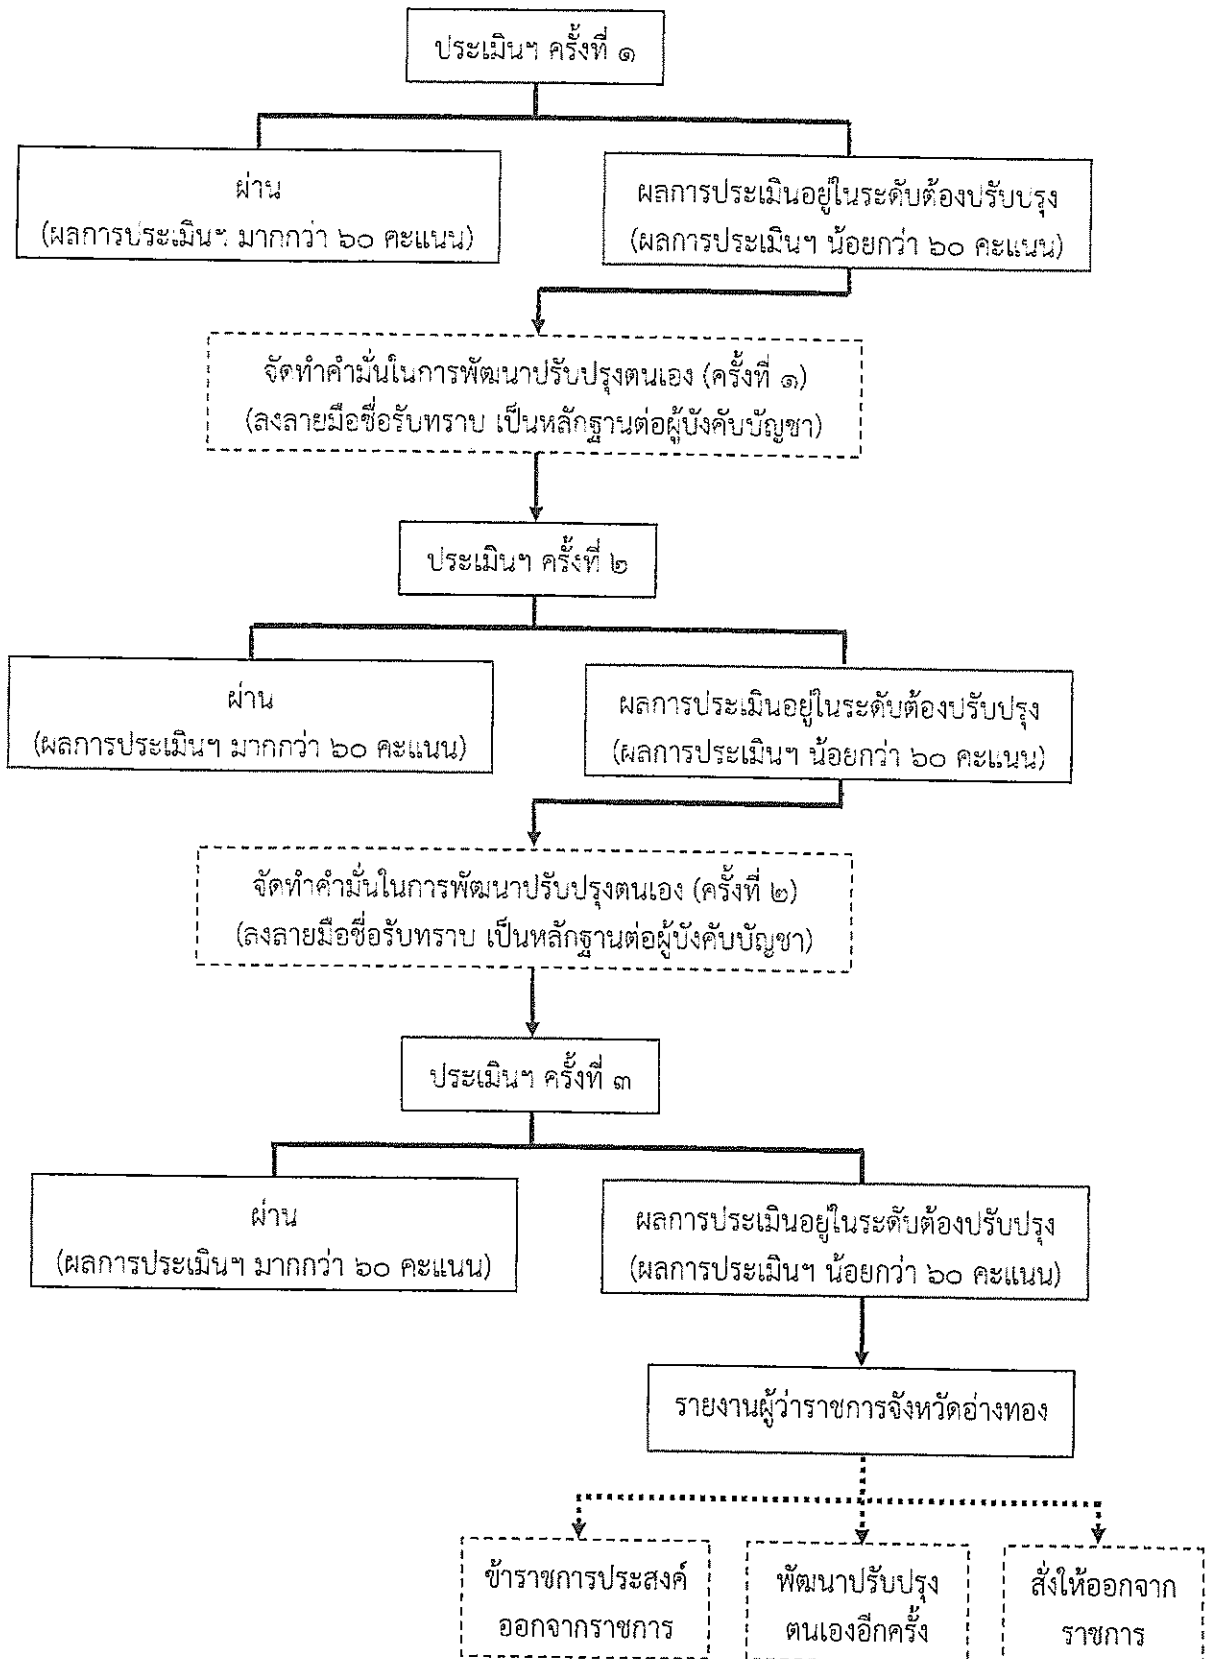 ประเมินฯ ครั้งที่ ๑
ผ่าน
(ผลการประเมินฯ มากกว่า ๖๐ คะแนน)
ผลการประเมินอยู่ในระดับต้องปรับปรุง
(ผลการประเมินฯ น้อยกว่า ๖๐ คะแนน)
จัดทำคำมั่นในการพัฒนาปรับปรุงตนเอง (ครั้งที่ ๑)
(ลงลายมือชื่อรับทราบ เป็นหลักฐานต่อผู้บังคับบัญชา)
ประเมินฯ ครั้งที่ ๒
ผ่าน
(ผลการประเมินฯ มากกว่า ๖๐ คะแนน)
ผลการประเมินอยู่ในระดับต้องปรับปรุง
(ผลการประเมินฯ น้อยกว่า ๖๐ คะแนน)
จัดทำคำมั่นในการพัฒนาปรับปรุงตนเอง (ครั้งที่ ๒)
(ลงลายมือชื่อรับทราบ เป็นหลักฐานต่อผู้บังคับบัญชา)
ประเมินฯ ครั้งที่ ๓
ผ่าน
(ผลการประเมินฯ มากกว่า ๖๐ คะแนน)
ผลการประเมินอยู่ในระดับต้องปรับปรุง
(ผลการประเมินฯ น้อยกว่า ๖๐ คะแนน)
รายงานผู้ว่าราชการจังหวัดอ่างทอง
ข้าราชการประสงค์
ออกจากราชการ
พัฒนาปรับปรุง
ตนเองอีกครั้ง
สั่งให้ออกจาก
ราชการ